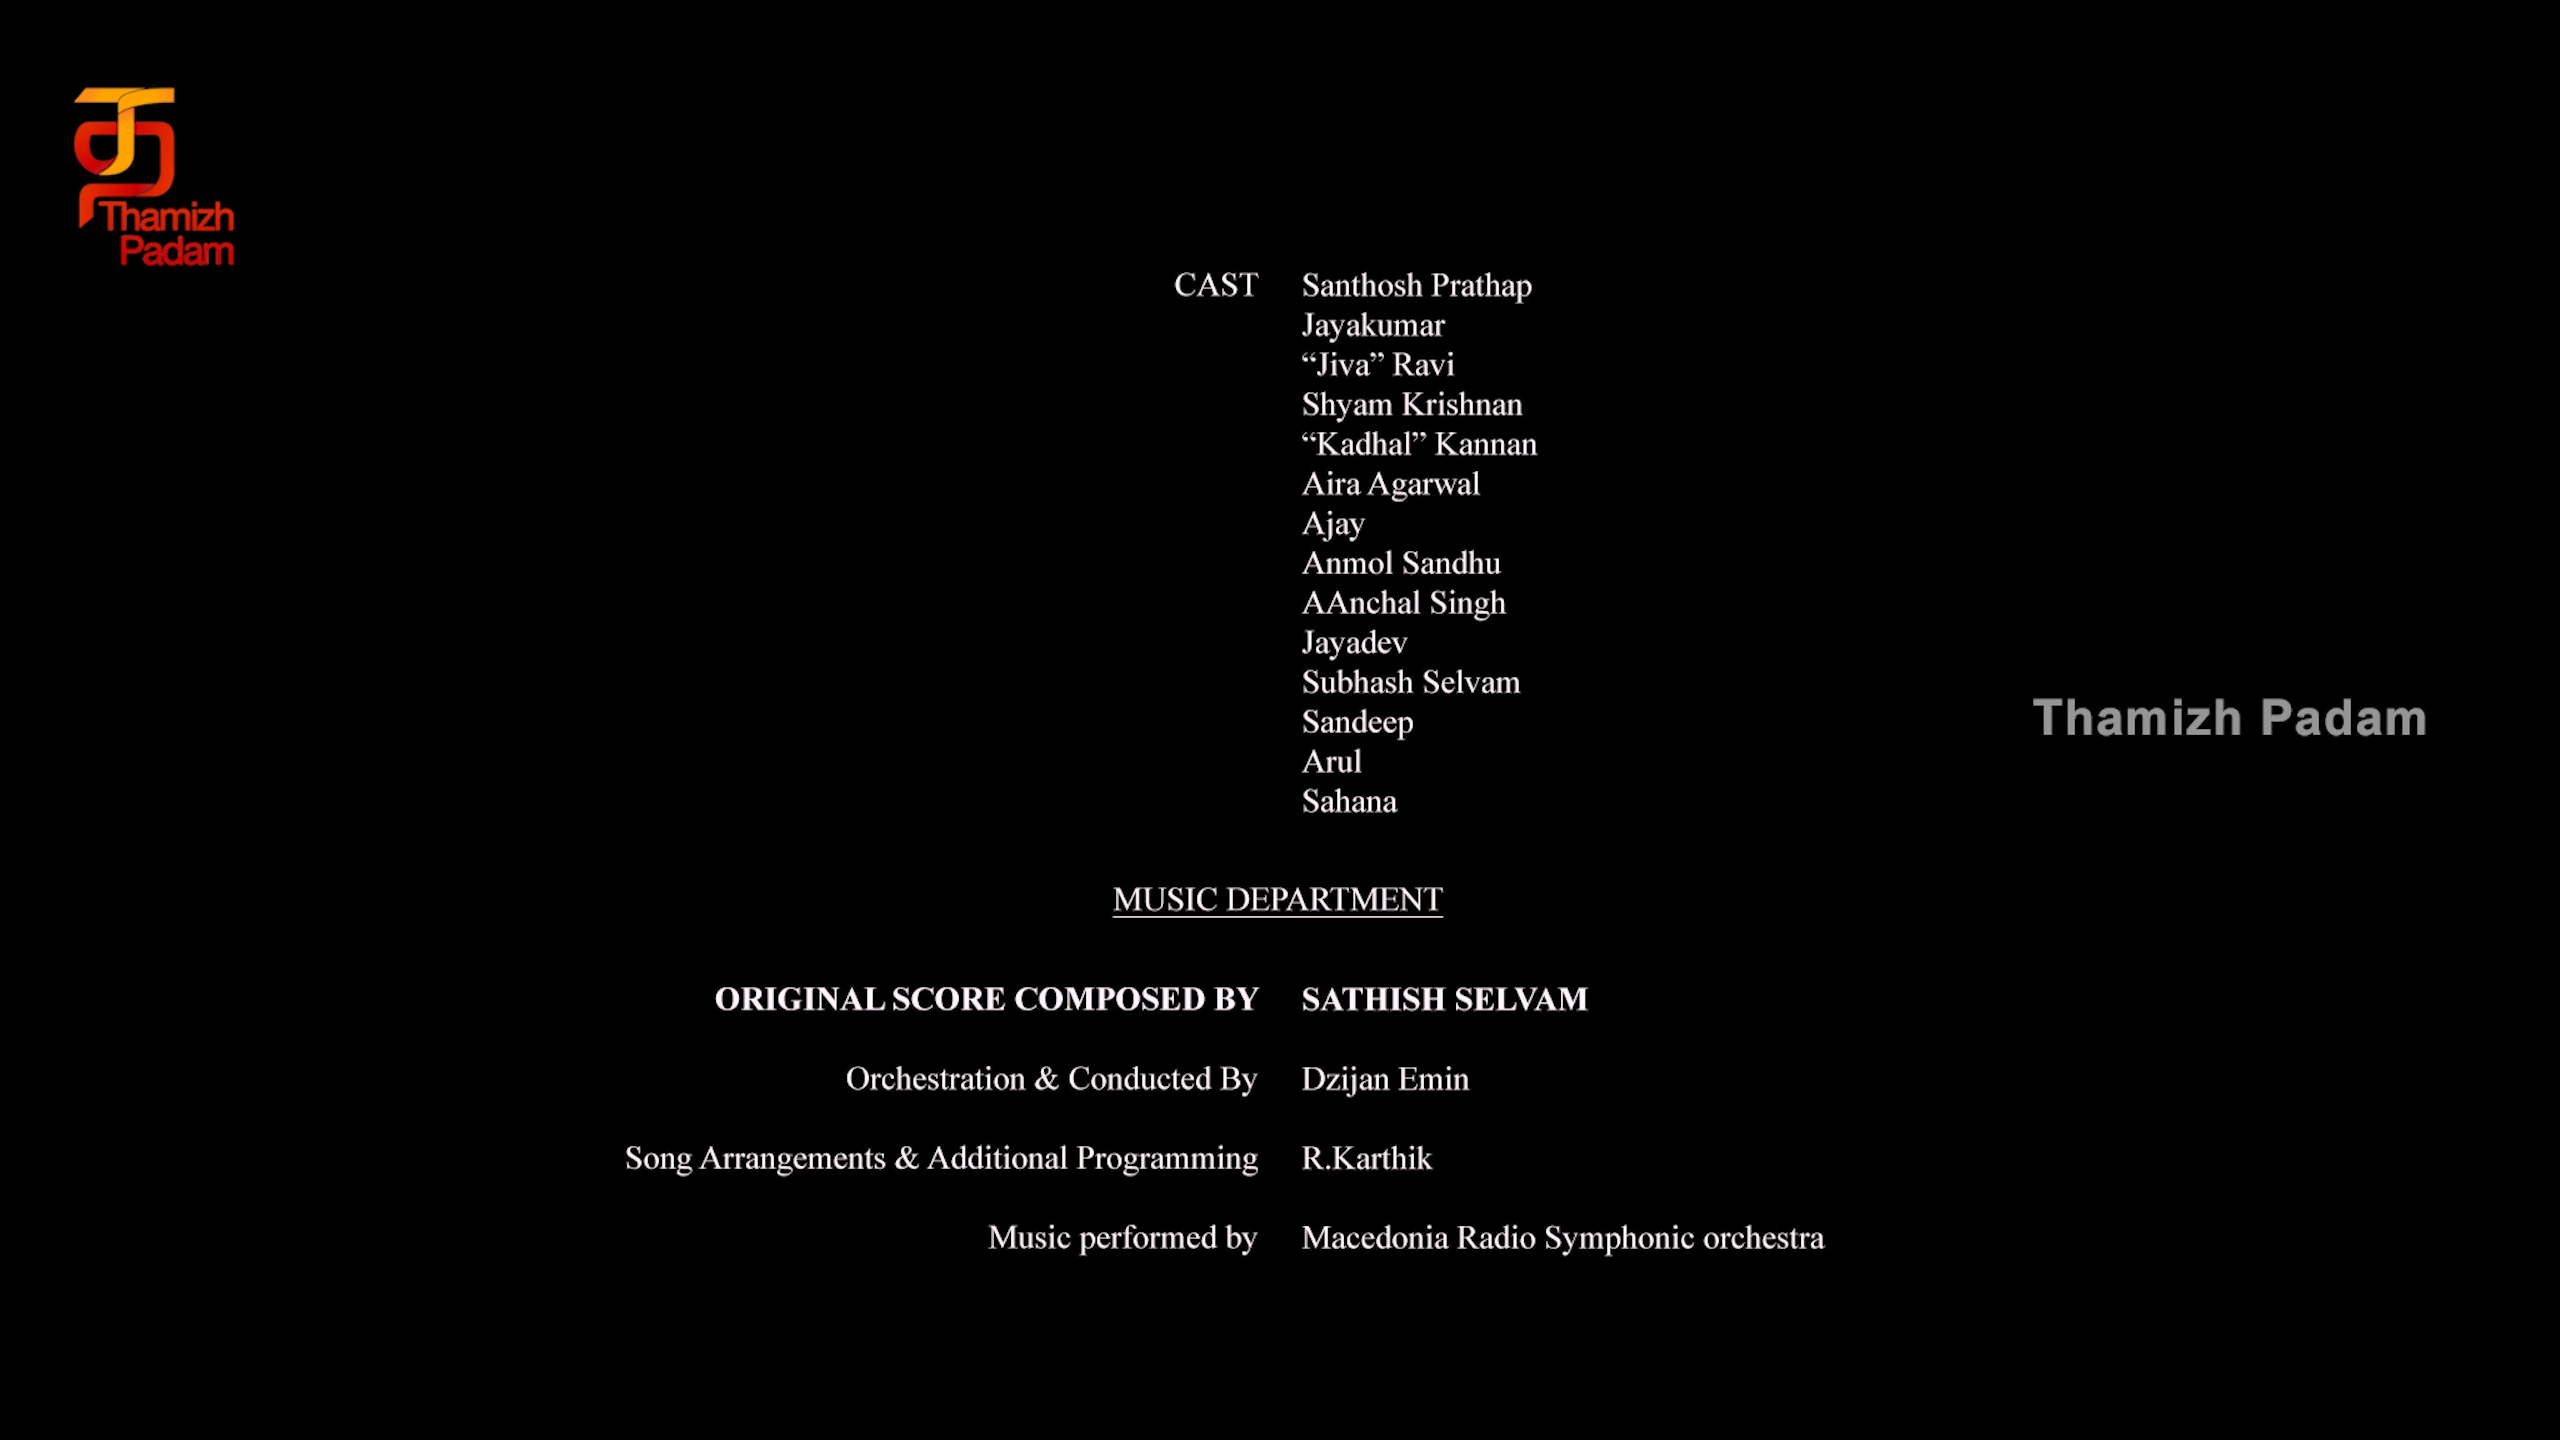 Thamizh
Padam
CAST Santhosh Prathap
Jayakumar
“Jiva” Ravi
Shyam Krishnan
“Kadhal” Kannan
Aira Agarwal
Ajay
Anmol Sandhu
AAnchal Singh
Jayadev
Subhash Selvam
Sandeep
Thamizh Padam
Arul
Sahana
MUSIC DEPARTMENT
ORIGINAL SCORE COMPOSED BY SATHISH SELVAM
Orchestration & Conducted By Dzijan Emin
Song Arrangements & Additional Programming R.Karthik
Music performed by Macedonia Radio Symphonic orchestra